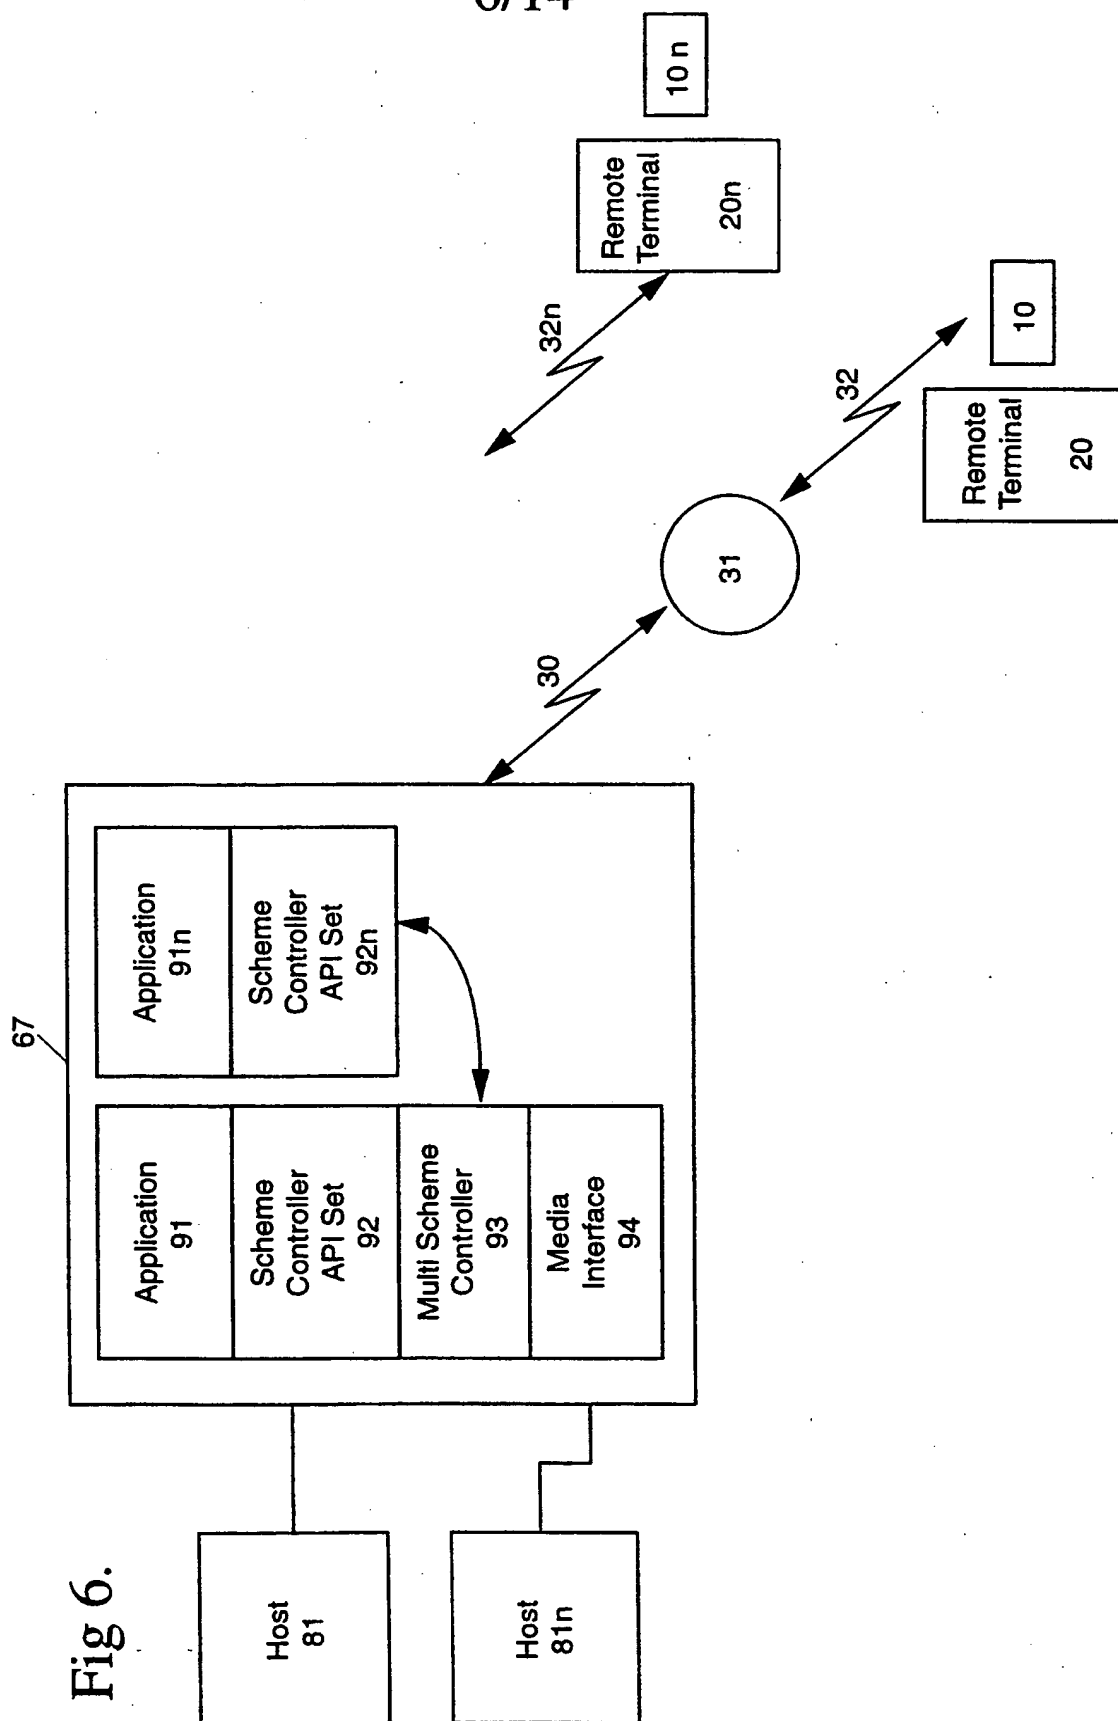 6/14
Fig 6.
Host
81
Host
81n
67
Application
91
Scheme
Controller
API Set
92
Multi Scheme
Controller
93
Media
Interface
94
Application
91n
Scheme
Controller
API Set
92n
30
31
32
32n
Remote
Terminal
20
10
Remote
Terminal
20n
10 n